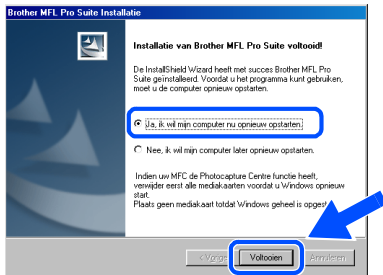 Brother MFL Pro Suite Installatie
Installatie van Brother MFL Pro Suite voltooid!
De InstallShield Wizard heeft met succes Brother MFL Pro
Suite geïnstalleerd. Voordat u het programma kunt gebruiken,
moet u de computer opnieuw opstarten.
Ja, ik wil mijn computer nu opnieuw opstarten.
Nee, ik wil mijn computer later opnieuw opstarten.
Indien uw MFC de Photocapture Centre functie heeft,
verwijder eerst alle mediakaarten voordat u Windows opnieuw
start.
Plaats geen mediakaart totdat Windows geheel is
Voltooien
Annuleren